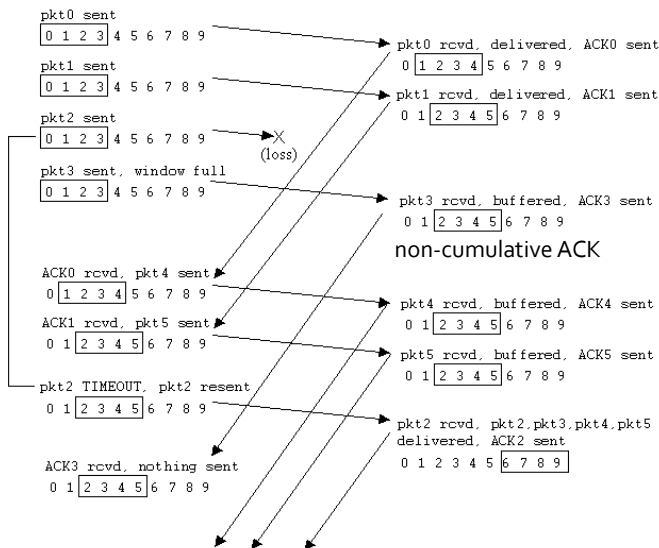 pkt0 sent
0 1 2 3 4 5 6 7 8 9
pkt1 sent
0 1 2 3 4 5 6 7 8 9
pkt2 sent
0 1 2 3 4 5 6 7 8 9
X
(loss)
pkt3 sent, window full
0 1 2 3 4 5 6 7 8 9
ACK0 rcvd, pkt4 sent
0 1 2 3 4 5 6 7 8 9
ACK1 rcvd, pkt5 sent
0 1 2 3 4 5 6 7 8 9
pkt2 TIMEOUT, pkt2 resent
0 1 2 3 4 5 6 7 8 9
ACK3 rcvd, nothing sent
0 1 2 3 4 5 6 7 8 9
pkt0 rcvd, delivered, ACK0 sent
0 1 2 3 4 5 6 7 8 9
pkt1 rcvd, delivered, ACK1 sent
0 1 2 3 4 5 6 7 8 9
pkt3 rcvd, buffered, ACK3 sent
0 1 2 3 4 5 6 7 8 9
non-cumulative ACK
pkt4 rcvd, buffered, ACK4 sent
0 1 2 3 4 5 6 7 8 9
pkt5 rcvd, buffered, ACK5 sent
0 1 2 3 4 5 6 7 8 9
pkt2 rcvd, pkt2,pkt3,pkt4,pkt5
delivered, ACK2 sent
0 1 2 3 4 5 6 7 8 9